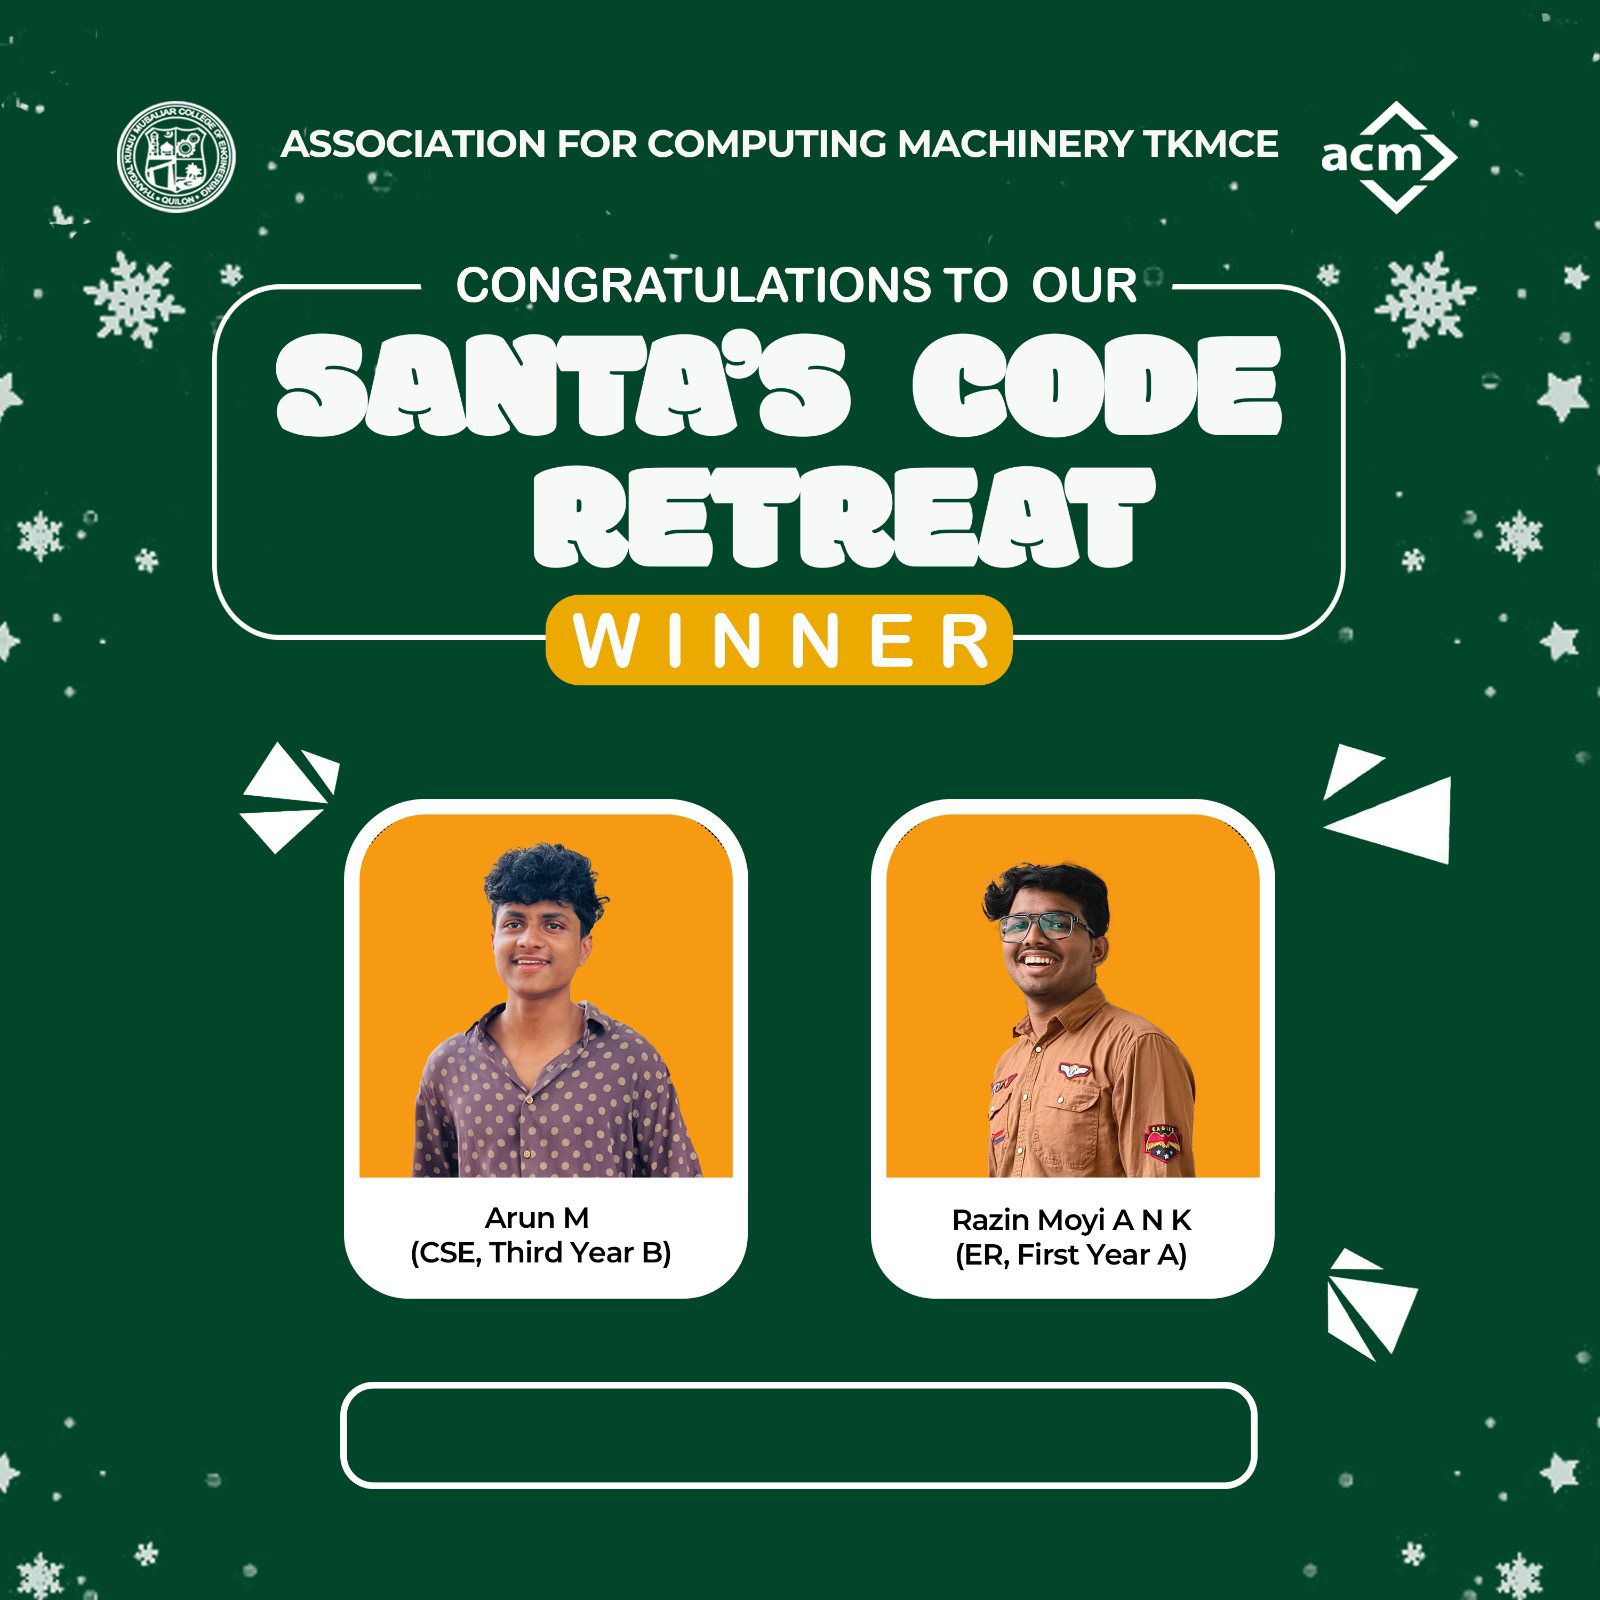 THANGAL KUNJU MUSALIAR COLLEGE OF ENGINEERING
• QUILON •
ASSOCIATION FOR COMPUTING MACHINERY TKMCE
acm
CONGRATULATIONS TO OUR
SANTA'S CODE
RETREAT
WINNER
EAGLE
Arun M
(CSE, Third Year B)
Razin Moyi A N K
(ER, First Year A)